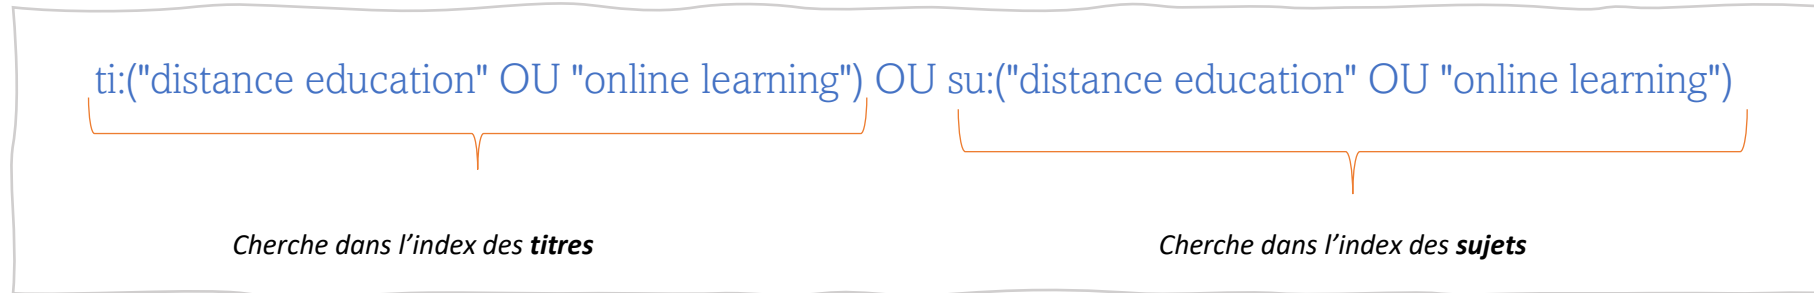 ti:("distance education" OU "online learning") OU su:("distance education" OU "online learning")
Cherche dans l’index des titres
Cherche dans l’index des sujets